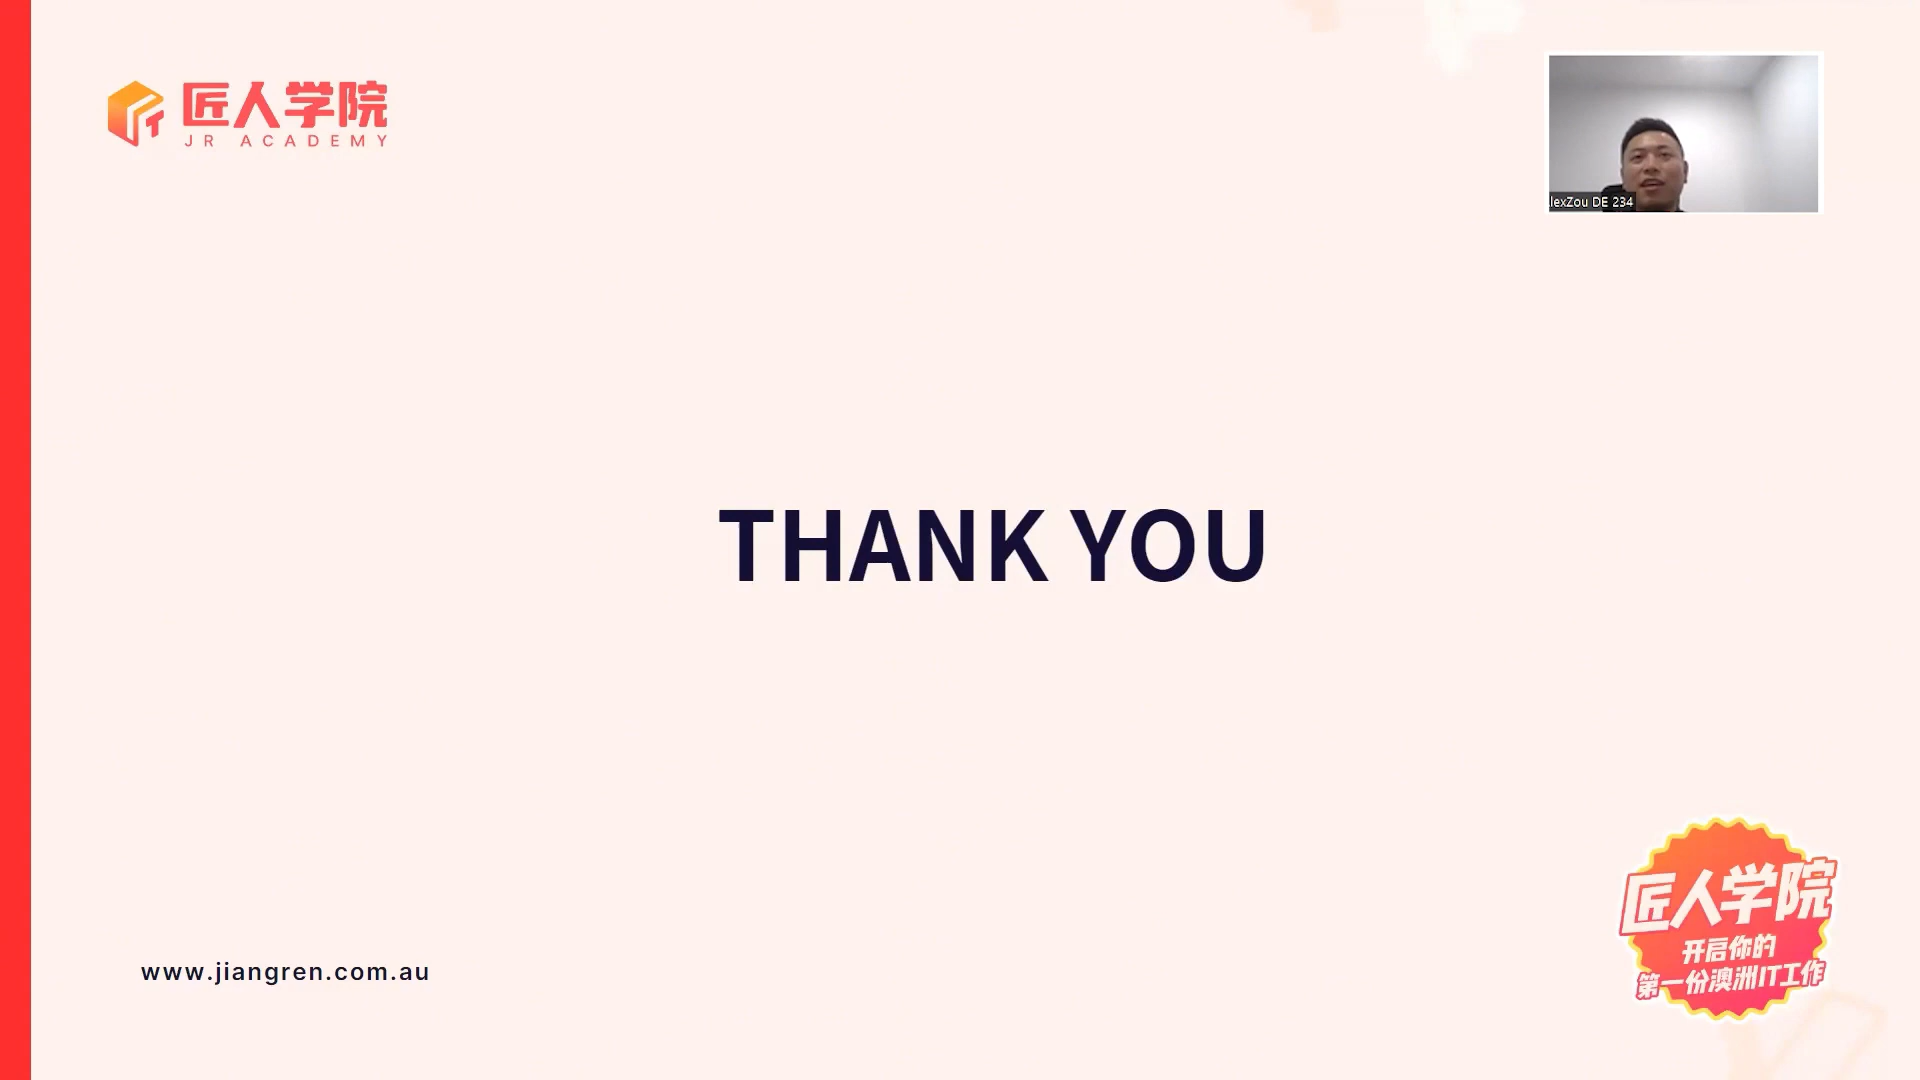 匠人学院
JR ACADEMY
lexZou DE 234
THANK YOU
www.jiangren.com.au
匠人学院
开启你的
第一份澳洲IT工作